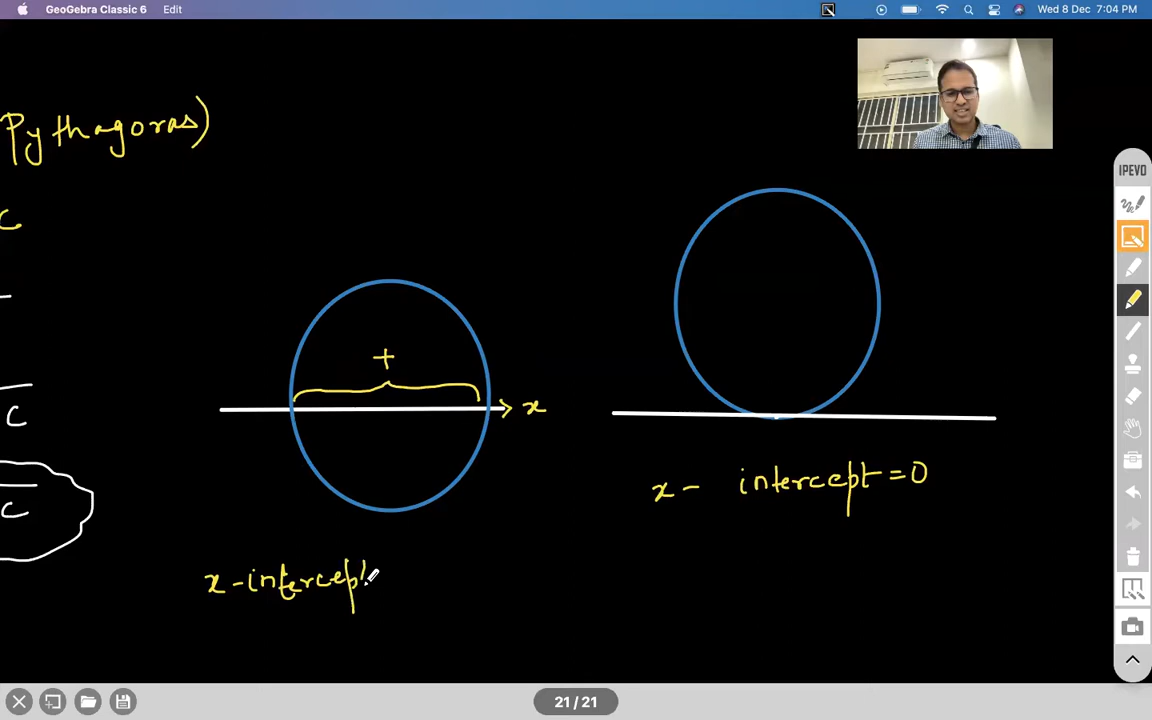 GeoGebra Classic 6 Edit Wed 8 Dec 7:04 PM
Pythagoras)
IPEVO
C
+
x
C
x - intercept = 0
C
x - intercept
21 / 21